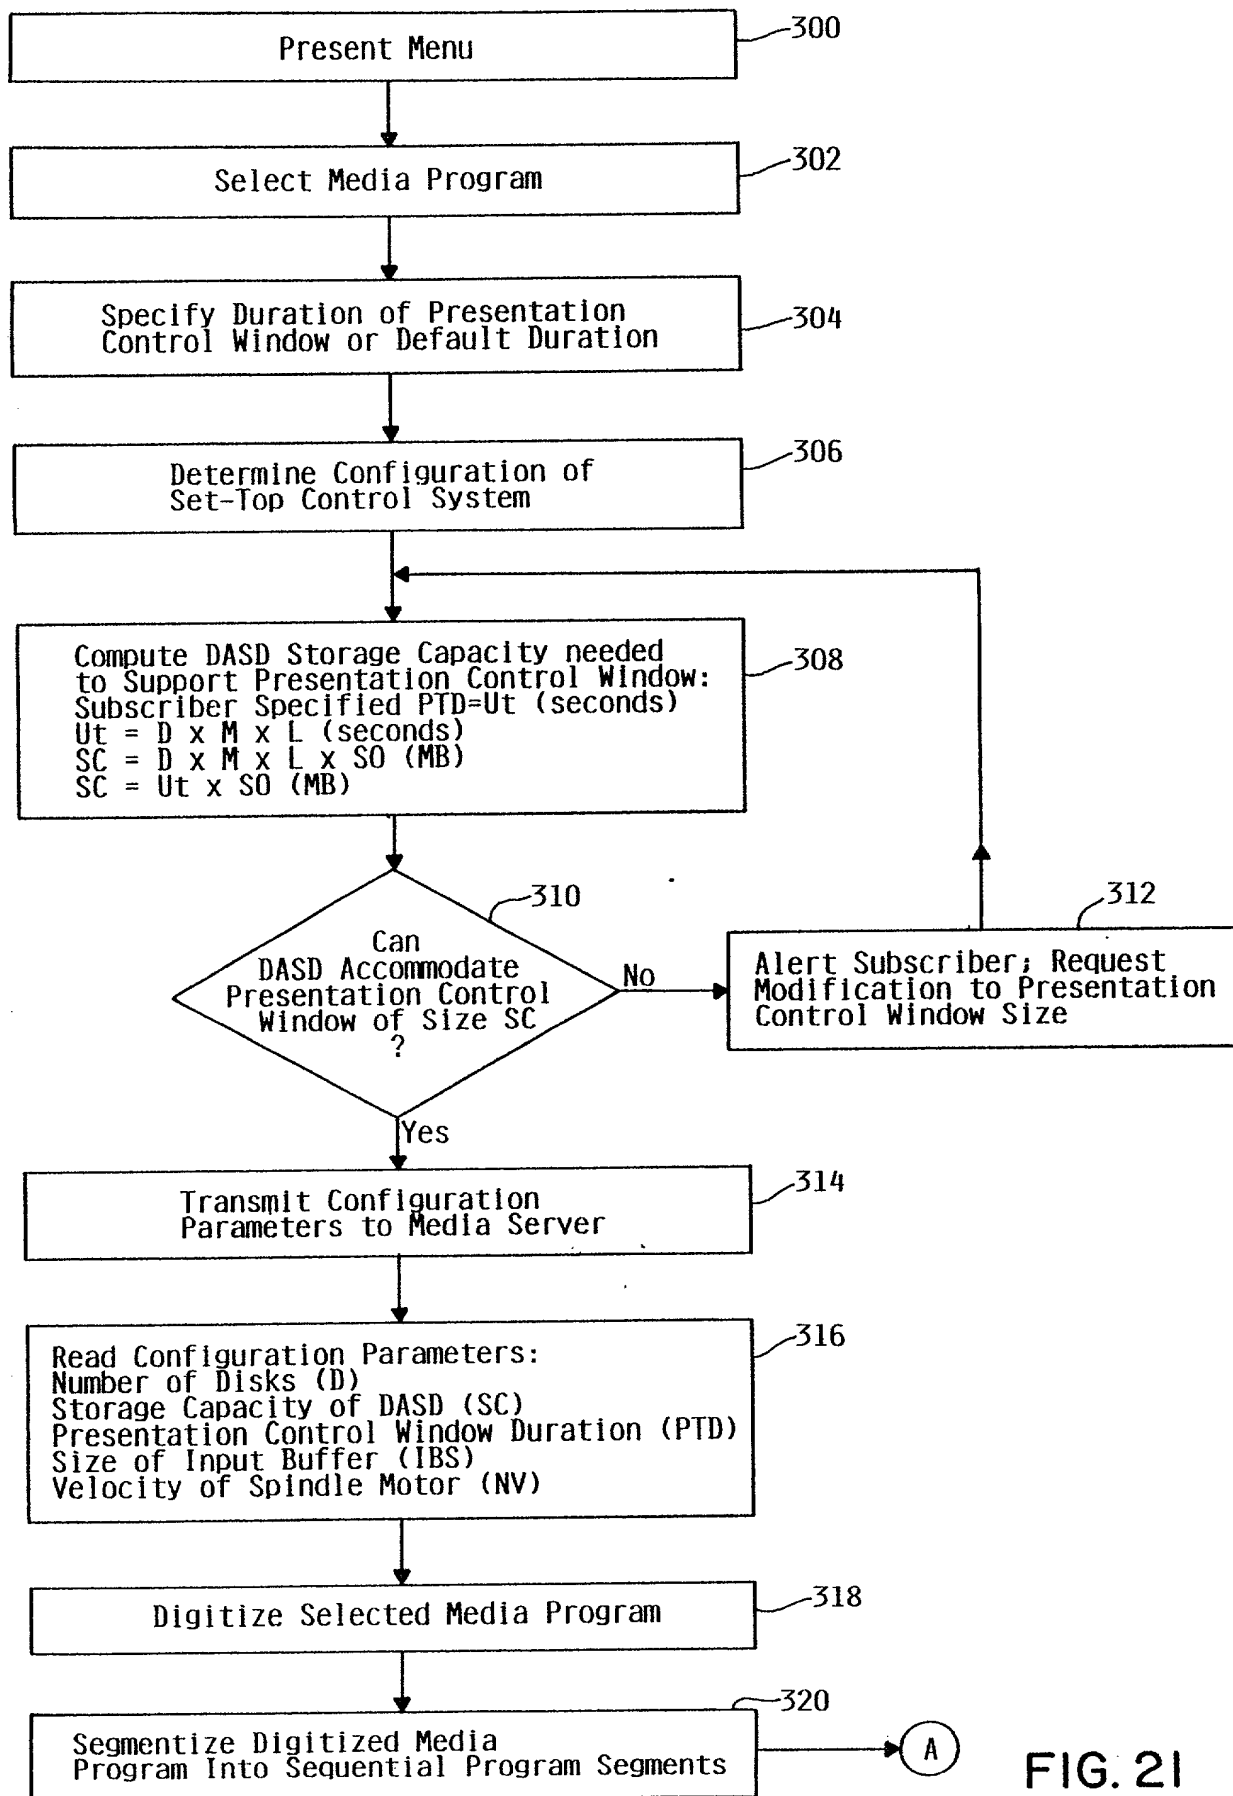 Present Menu
300
Select Media Program
302
Specify Duration of Presentation
Control Window or Default Duration
304
Determine Configuration of
Set-Top Control System
306
Compute DASD Storage Capacity needed
to Support Presentation Control Window:
Subscriber Specified PTD=Ut (seconds)
Ut = D x M x L (seconds)
SC = D x M x L x SO (MB)
SC = Ut x SO (MB)
308
310
Can
DASD Accommodate
Presentation Control
Window of Size SC
?
No
312
Alert Subscriber; Request
Modification to Presentation
Control Window Size
Yes
Transmit Configuration
Parameters to Media Server
314
Read Configuration Parameters:
Number of Disks (D)
Storage Capacity of DASD (SC)
Presentation Control Window Duration (PTD)
Size of Input Buffer (IBS)
Velocity of Spindle Motor (NV)
316
Digitize Selected Media Program
318
320
Segmentize Digitized Media
Program Into Sequential Program Segments
A
FIG. 21